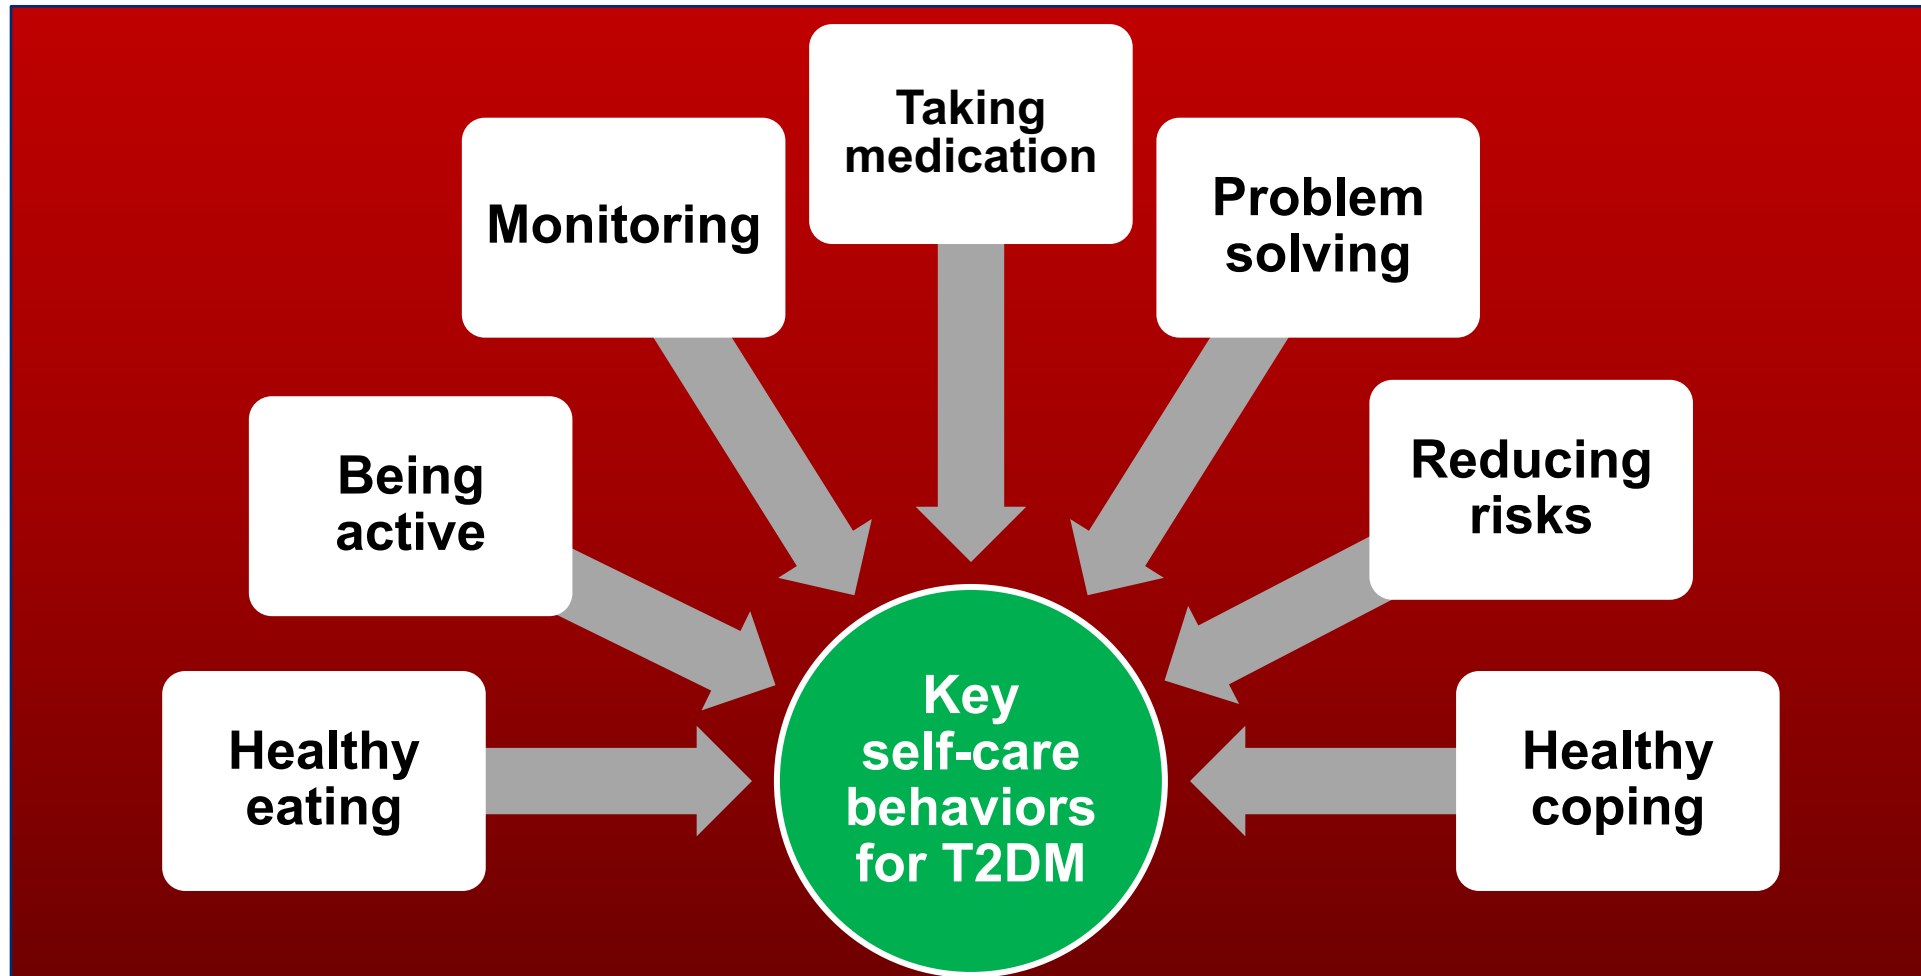 Taking
medication
Monitoring
Problem
solving
Being
active
Reducing
risks
Healthy
eating
Key
self-care
behaviors
for T2DM
Healthy
coping